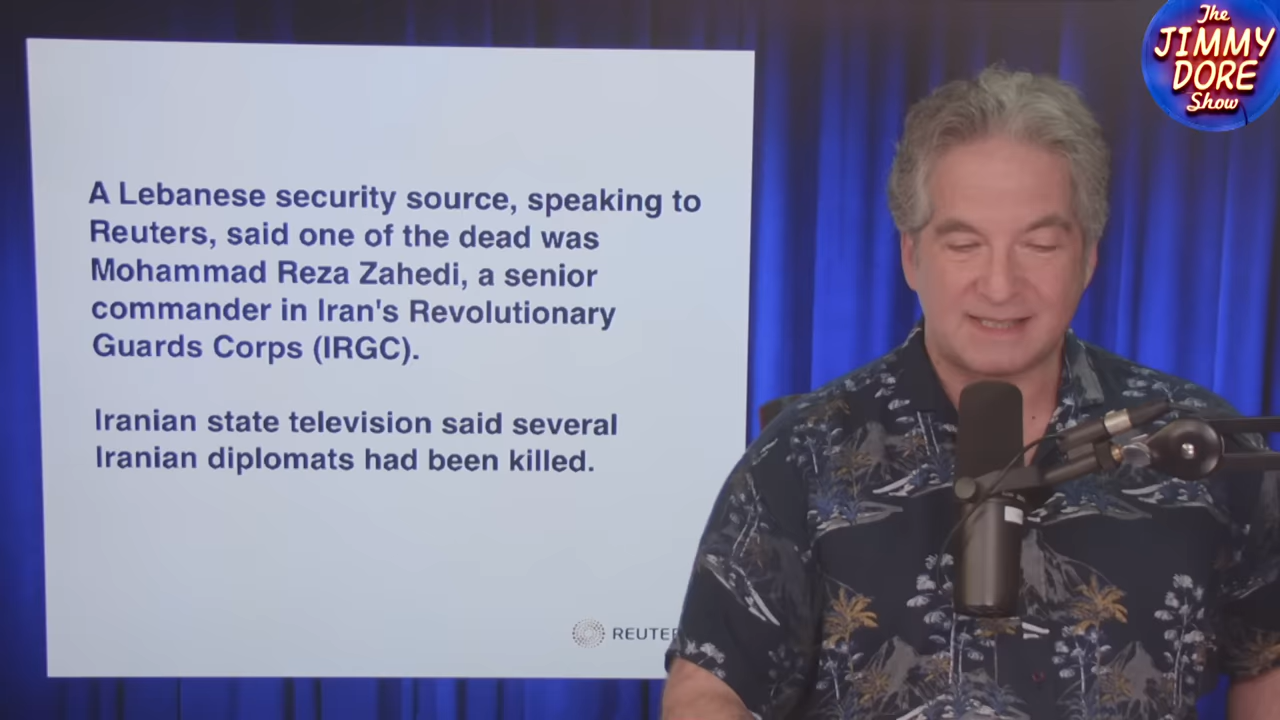 The
JIMMY
DORE
Show
A Lebanese security source, speaking to
Reuters, said one of the dead was
Mohammad Reza Zahedi, a senior
commander in Iran's Revolutionary
Guards Corps (IRGC).
Iranian state television said several
Iranian diplomats had been killed.
REUTE